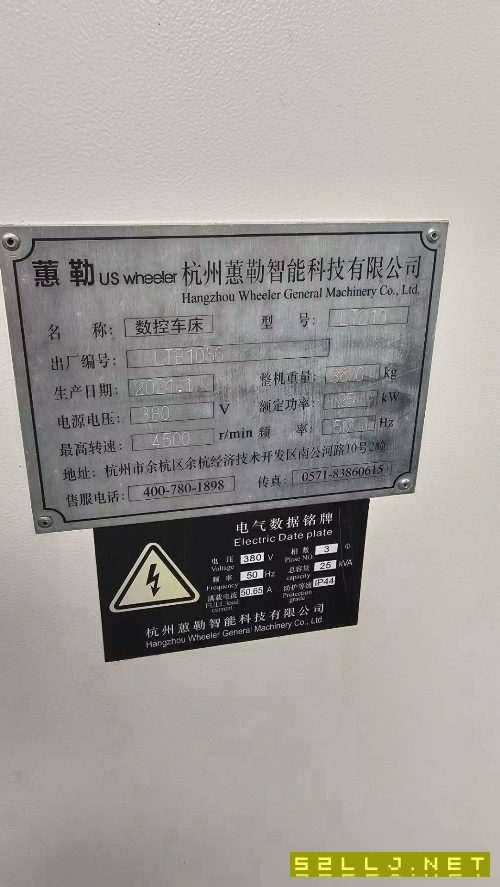 蕙勒 US wheeler 杭州蕙勒智能科技有限公司
Hangzhou Wheeler General Machinery Co., Ltd.
名 称: 数控车床 型 号:
出厂编号: LTB1056
生产日期: 2021.1 整机重量: kg
电源电压: 380 V 额定功率: 25 kW
最高转速: 4500 r/min 频 率: 50 Hz
地址: 杭州市余杭区余杭经济技术开发区南公河路10号2幢
售服电话: 400-780-1898 传真: 0571-83860615
电气数据铭牌
Electric Date plate
电 压 380 V 相 数 3 Φ
Voltage Phase NO.
频 率 50 Hz 总容量 25 KVA
Frequency capacity
满载电流 50.65 A 防护等级 IP44
FULL load current Protection grade
杭州蕙勒智能科技有限公司
Hangzhou Wheeler General Machinery Co., Ltd.
52LLJ.NET